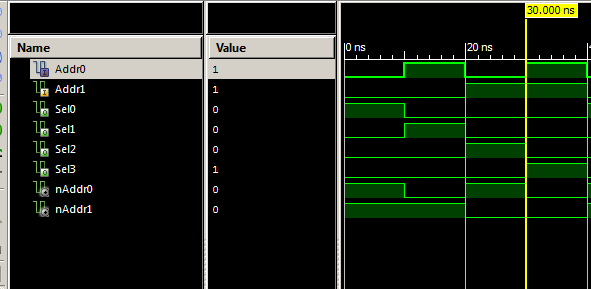 30.000 ns
Name Value
0 ns 20 ns
Addr0 1
Addr1 1
Sel0 0
Sel1 0
Sel2 0
Sel3 1
nAddr0 0
nAddr1 0